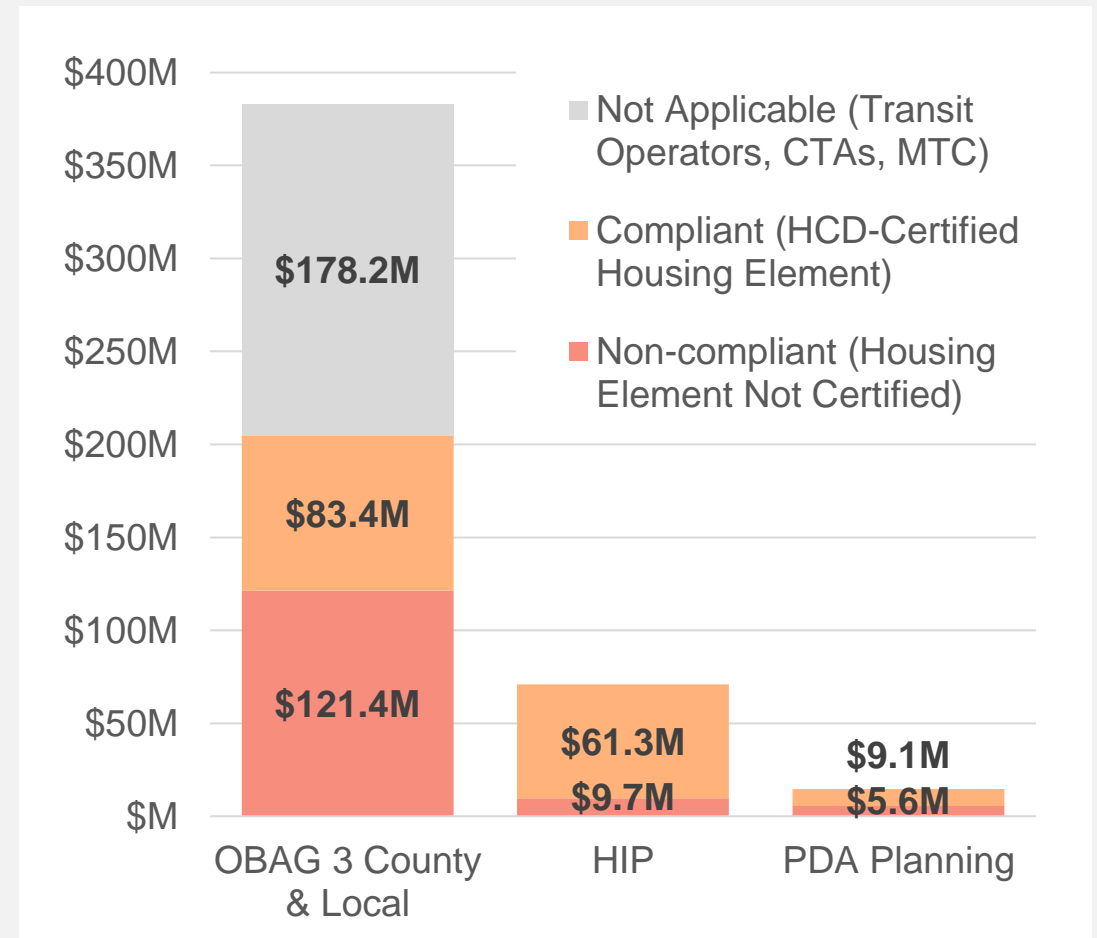 $400M
$350M
$300M
$250M
$200M
$150M
$100M
$50M
$M
Not Applicable (Transit
Operators, CTAs, MTC)
Compliant (HCD-Certified
Housing Element)
Non-compliant (Housing
Element Not Certified)
$178.2M
$83.4M
$121.4M
$61.3M
$9.7M
$9.1M
$5.6M
OBAG 3 County
& Local
HIP
PDA Planning